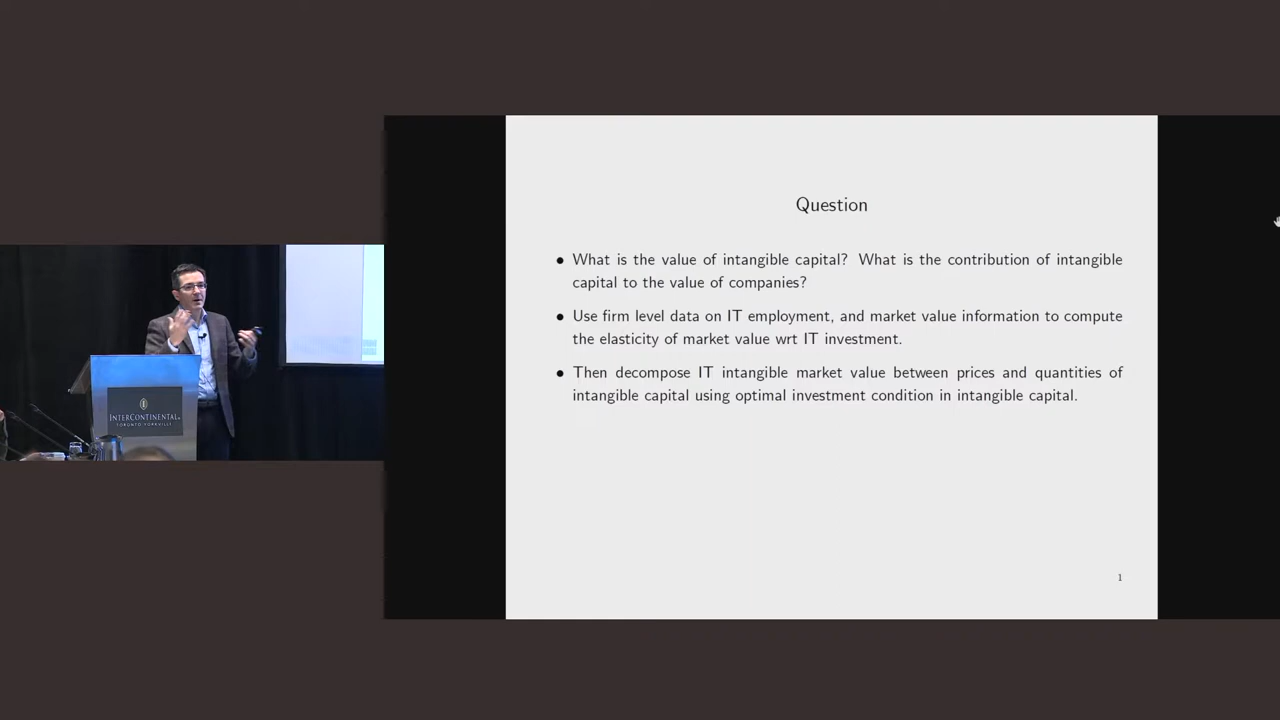 Question
• What is the value of intangible capital? What is the contribution of intangible
capital to the value of companies?
• Use firm level data on IT employment, and market value information to compute
the elasticity of market value wrt IT investment.
• Then decompose IT intangible market value between prices and quantities of
intangible capital using optimal investment condition in intangible capital.
INTERCONTINENTAL.
TORONTO YORKVILLE
1